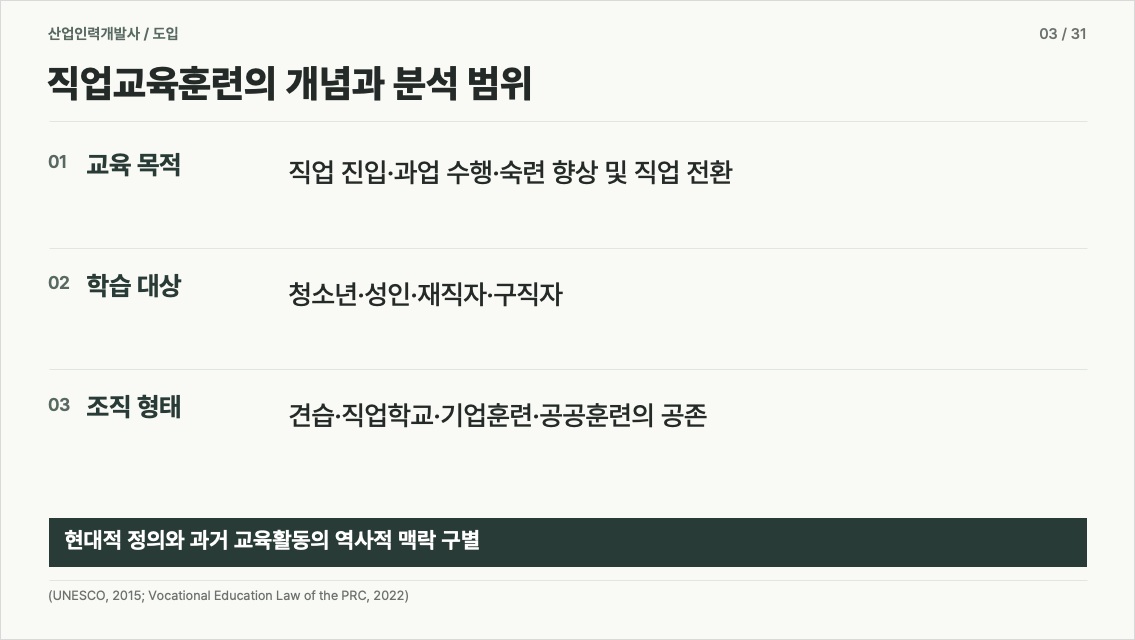 산업인력개발사 / 도입
03 / 31
직업교육훈련의 개념과 분석 범위
01 교육 목적
직업 진입·과업 수행·숙련 향상 및 직업 전환
02 학습 대상
청소년·성인·재직자·구직자
03 조직 형태
견습·직업학교·기업훈련·공공훈련의 공존
현대적 정의와 과거 교육활동의 역사적 맥락 구별
(UNESCO, 2015; Vocational Education Law of the PRC, 2022)